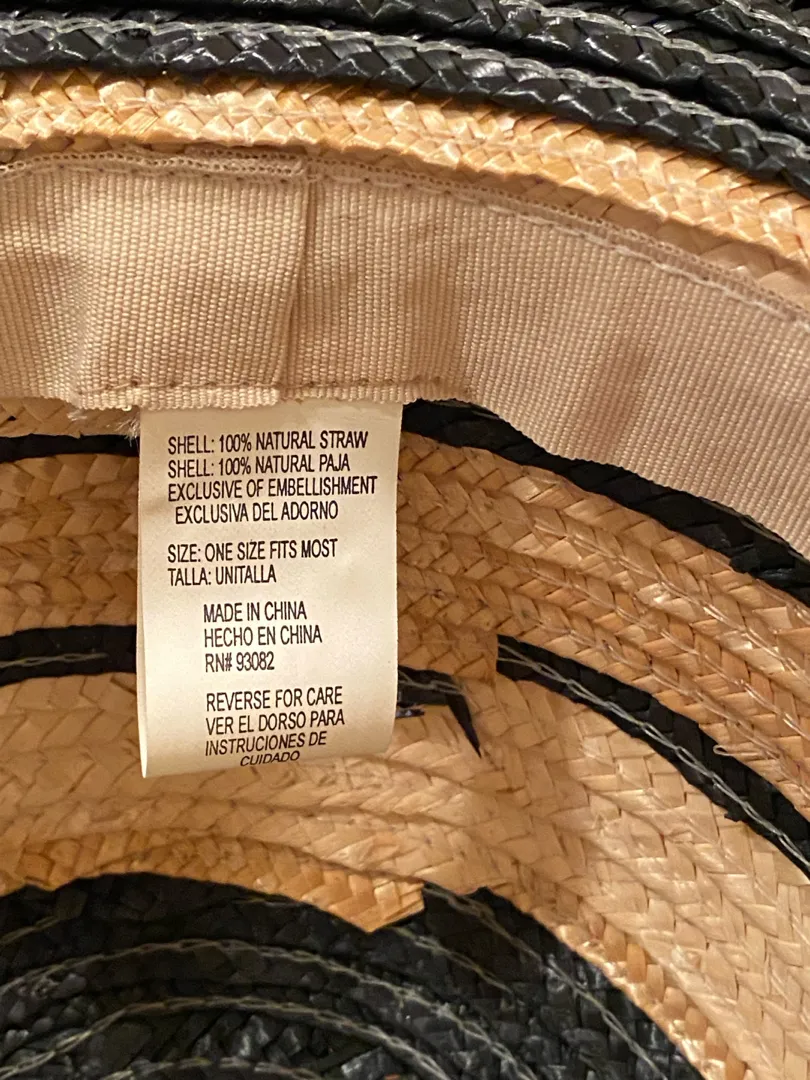 SHELL: 100% NATURAL STRAW
SHELL: 100% NATURAL PAJA
EXCLUSIVE OF EMBELLISHMENT
EXCLUSIVA DEL ADORNO
SIZE: ONE SIZE FITS MOST
TALLA: UNITALLA
MADE IN CHINA
HECHO EN CHINA
RN# 93082
REVERSE FOR CARE
VER EL DORSO PARA
INSTRUCIONES DE
CUIDADO